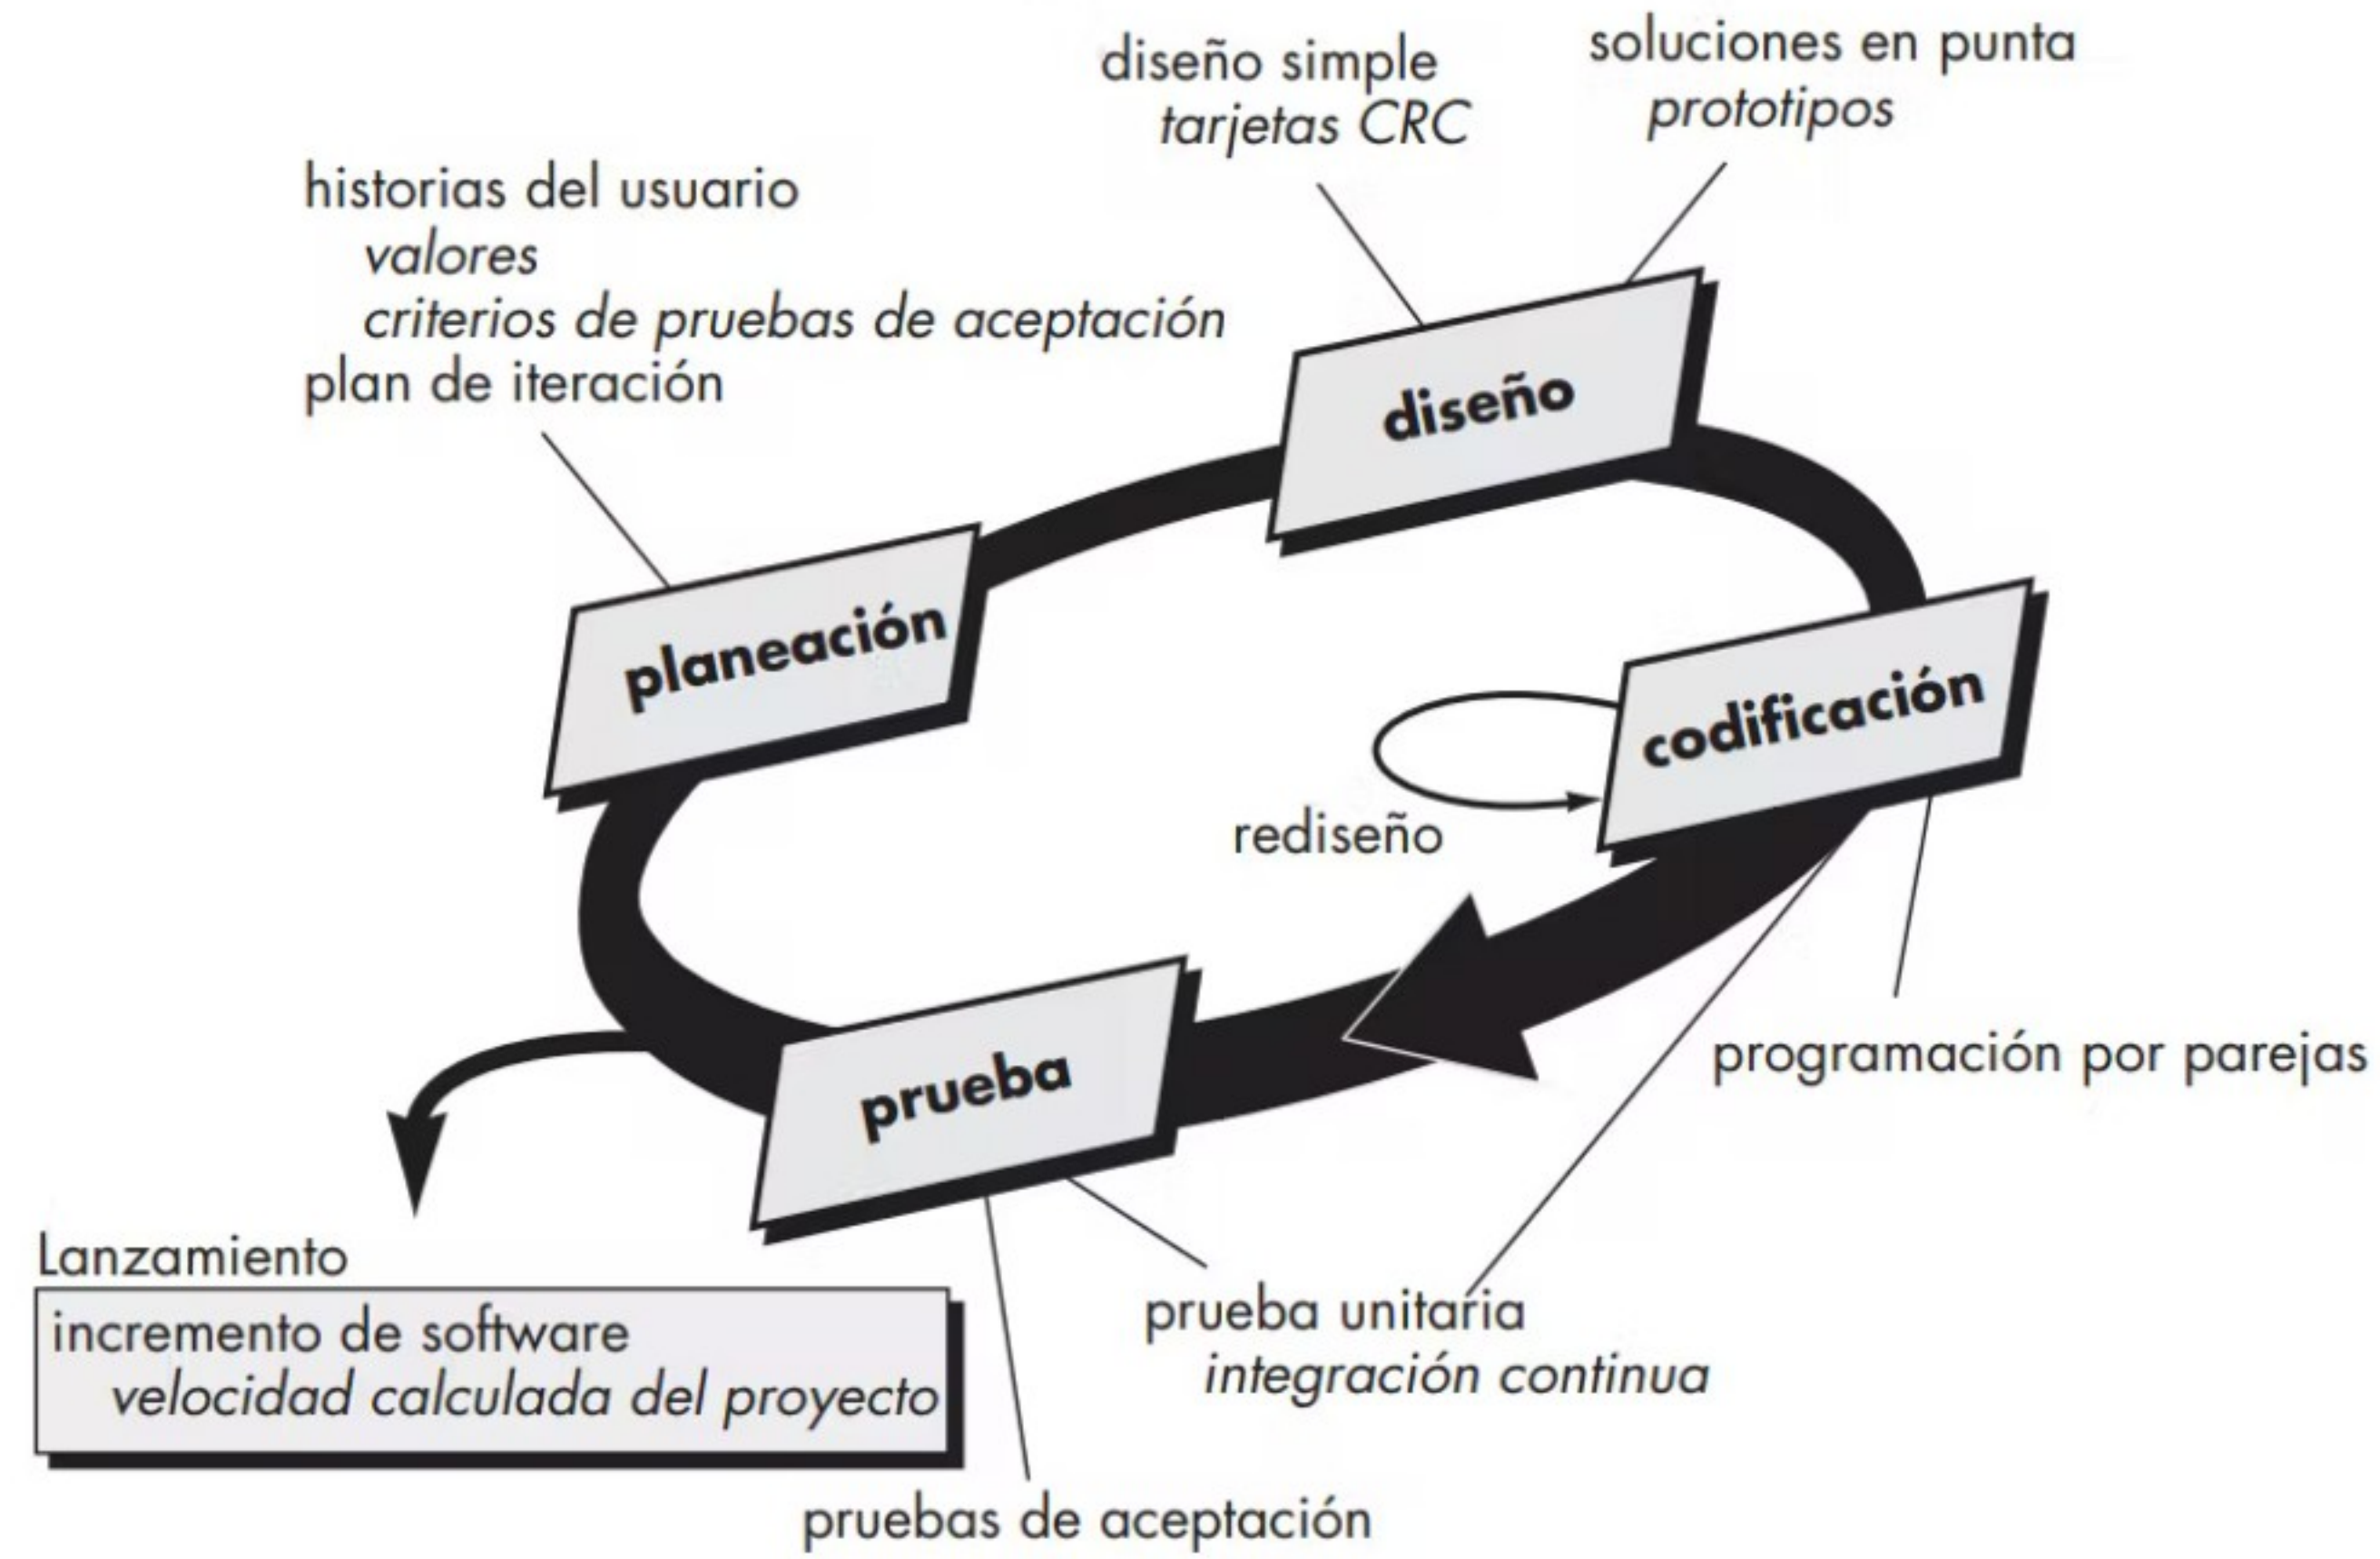 diseño simple
tarjetas CRC
soluciones en punta
prototipos
historias del usuario
valores
criterios de pruebas de aceptación
plan de iteración
diseño
planeación
codificación
rediseño
prueba
programación por parejas
Lanzamiento
incremento de software
velocidad calculada del proyecto
prueba unitaria
integración continua
pruebas de aceptación